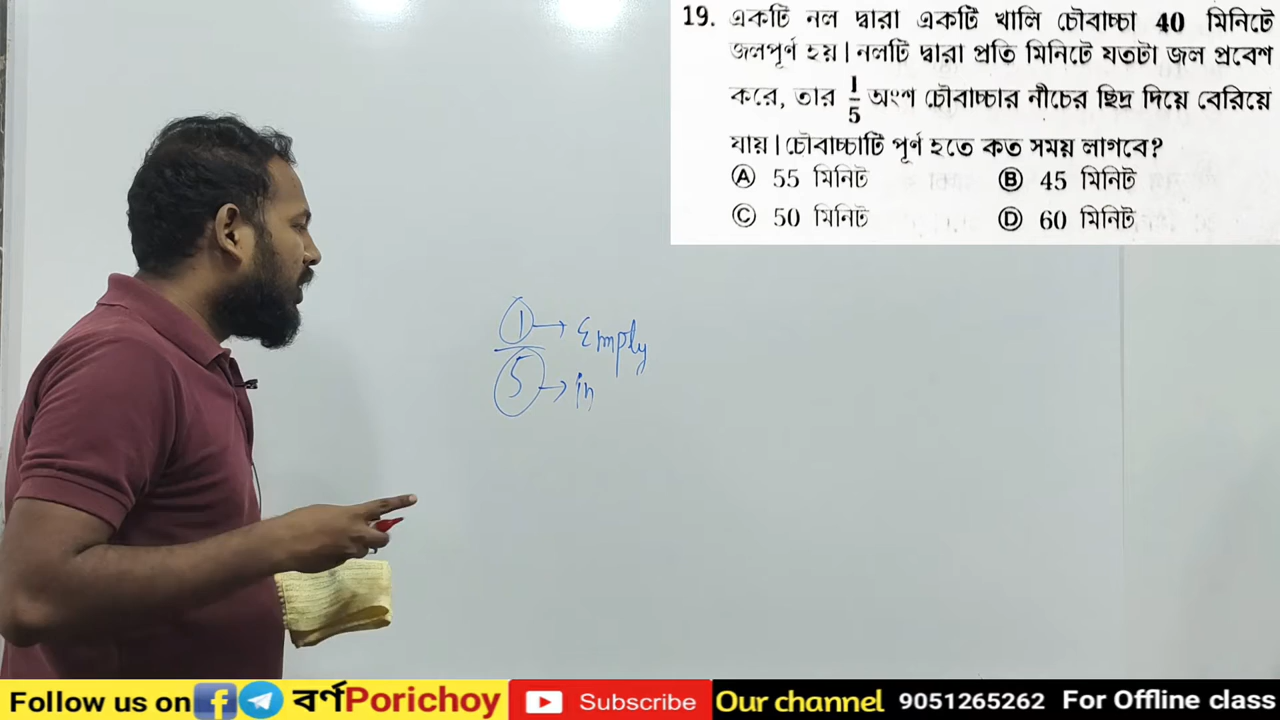 19. একটি নল দ্বারা একটি খালি চৌবাচ্চা 40 মিনিটে
জলপূর্ণ হয়। নলটি দ্বারা প্রতি মিনিটে যতটা জল প্রবেশ
করে, তার 1/5 অংশ চৌবাচ্চার নীচের ছিদ্র দিয়ে বেরিয়ে
যায়। চৌবাচ্চাটি পূর্ণ হতে কত সময় লাগবে?
Ⓐ 55 মিনিট Ⓑ 45 মিনিট
Ⓒ 50 মিনিট Ⓓ 60 মিনিট
1 → Empty
5 → in
Follow us on বর্ণPorichoy Subscribe Our channel 9051265262 For Offline class